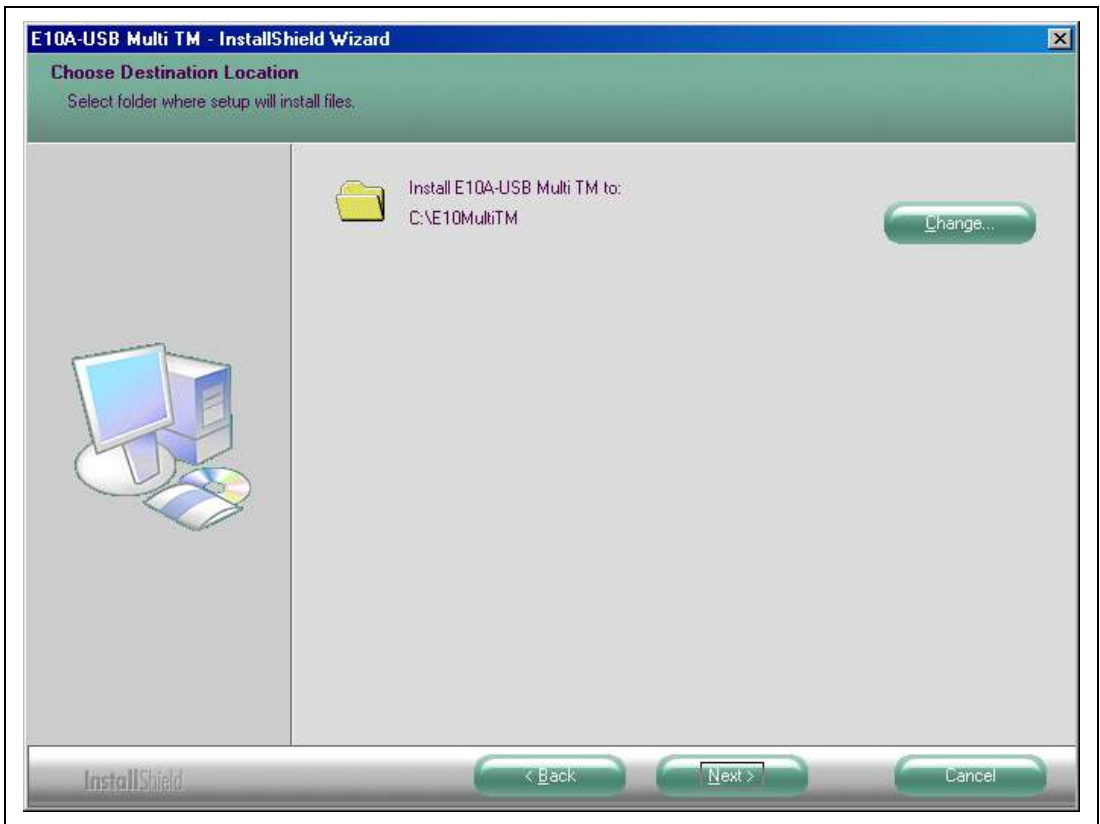 E10A-USB Multi TM - InstallShield Wizard
Choose Destination Location
Select folder where setup will install files.
Install E10A-USB Multi TM to:
C:\E10MultiTM
Change...
InstallShield
< Back
Next >
Cancel